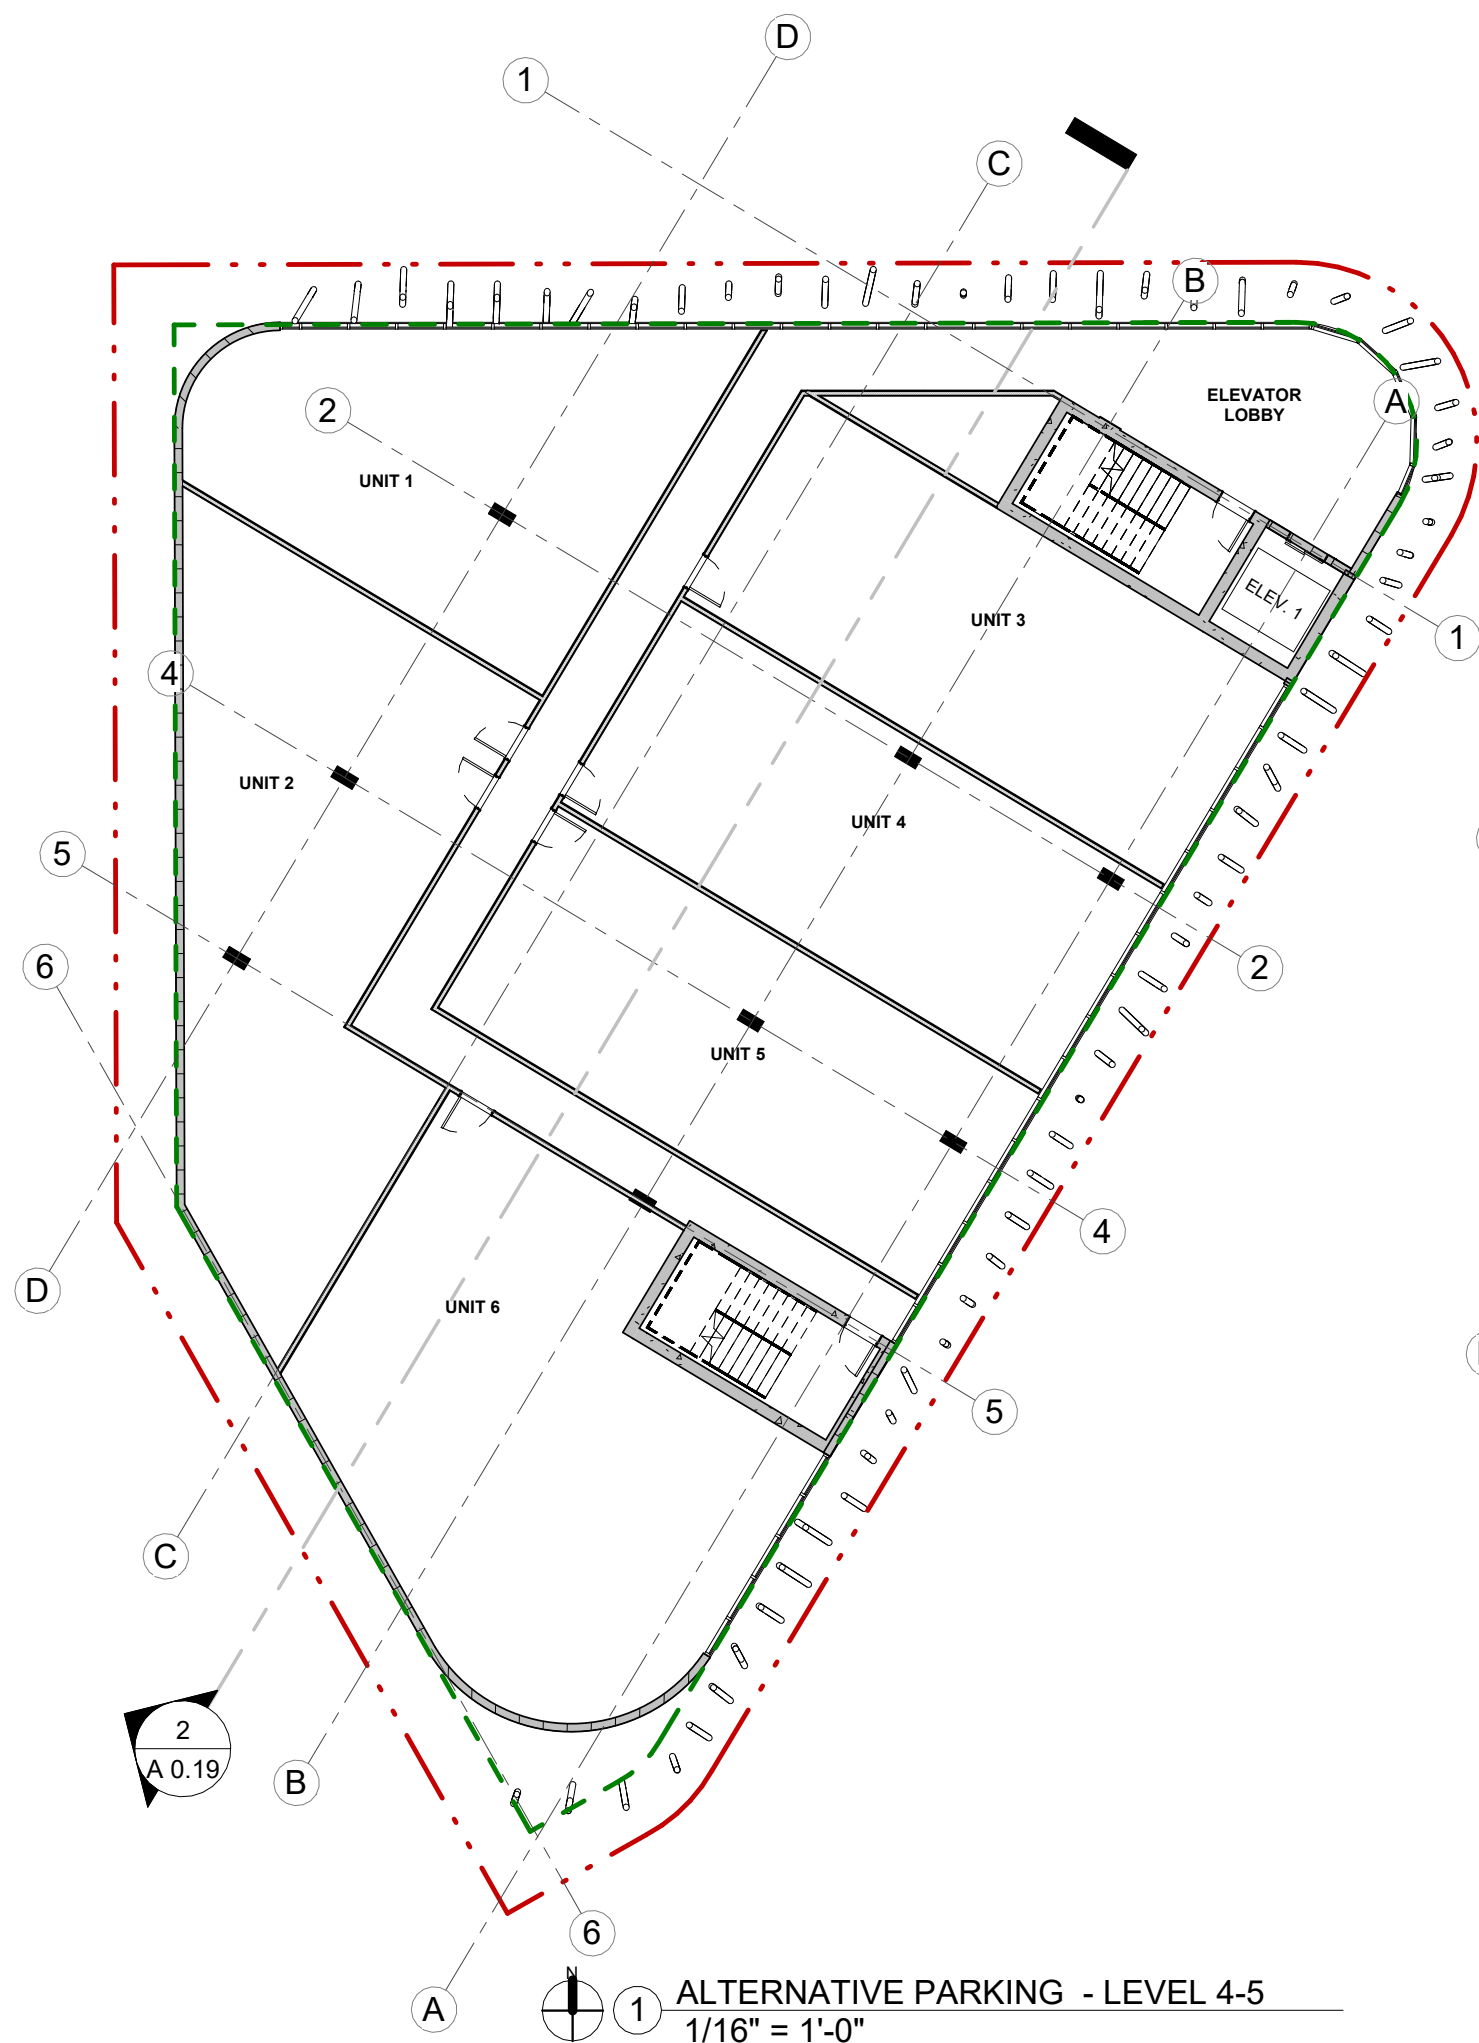 D
1
C
B
A
2
UNIT 1
ELEVATOR
LOBBY
ELEV. 1
UNIT 3
1
4
UNIT 2
UNIT 4
5
6
2
UNIT 5
4
D
UNIT 6
5
C
2
A 0.19
B
6
A
N
1
ALTERNATIVE PARKING - LEVEL 4-5
1/16" = 1'-0"